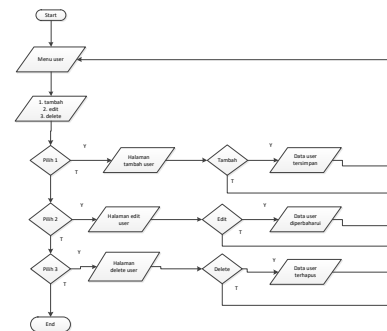 Start
Menu user
1. tambah
2. edit
3. delete
Pilih 1
Y
T
Halaman
tambah user
Tambah
Y
T
Data user
tersimpan
Pilih 2
Y
T
Halaman edit
user
Edit
Y
T
Data user
diperbaharui
Pilih 3
Y
T
Halaman
delete user
Delete
Y
T
Data user
terhapus
End